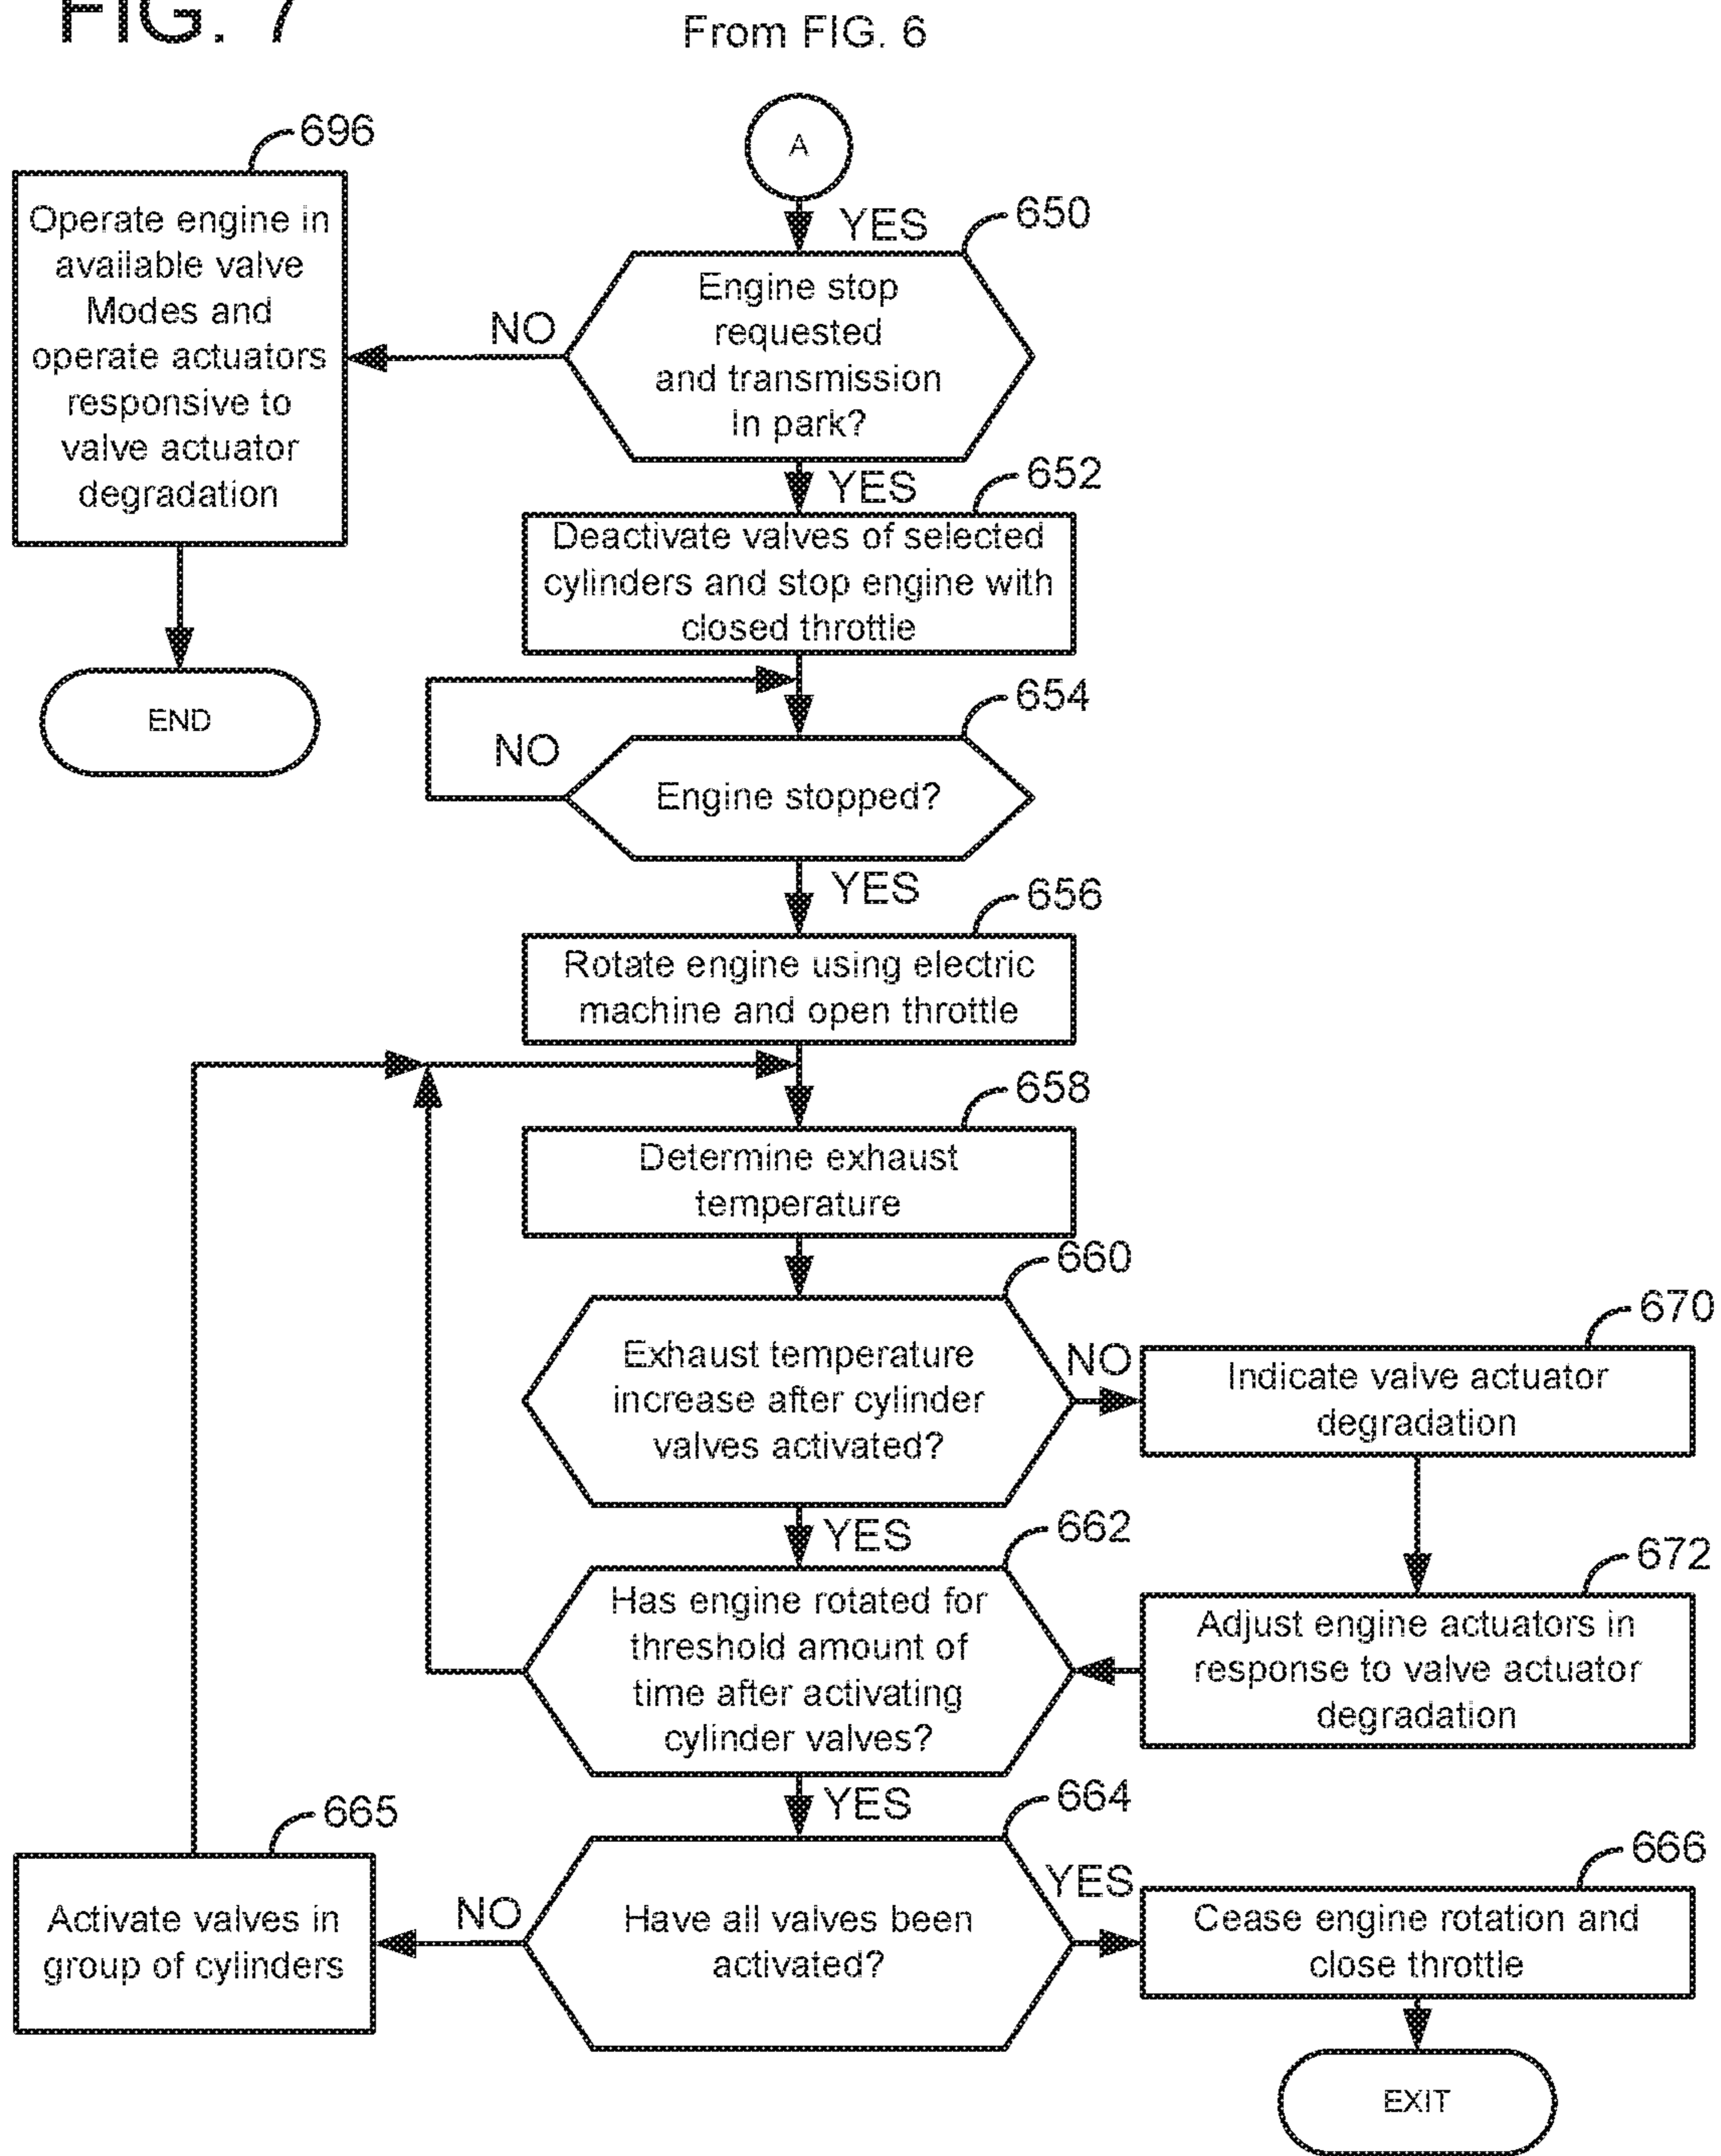 FIG. 7
From FIG. 6
A
696
Operate engine in
available valve
Modes and
operate actuators
responsive to
valve actuator
degradation
END
YES
650
Engine stop
requested
and transmission
In park?
NO
YES
652
Deactivate valves of selected
cylinders and stop engine with
closed throttle
654
NO
Engine stopped?
YES
656
Rotate engine using electric
machine and open throttle
658
Determine exhaust
temperature
660
Exhaust temperature
increase after cylinder
valves activated?
NO
670
Indicate valve actuator
degradation
YES
662
Has engine rotated for
threshold amount of
time after activating
cylinder valves?
672
Adjust engine actuators in
response to valve actuator
degradation
YES
664
Have all valves been
activated?
NO
665
Activate valves in
group of cylinders
YES
666
Cease engine rotation and
close throttle
EXIT